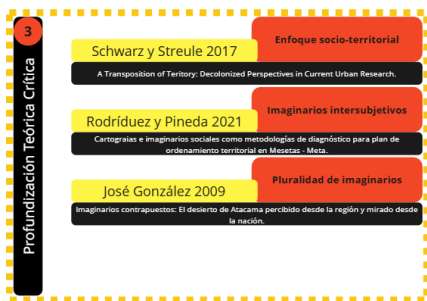 3
Profundización Teórica Crítica
Enfoque socio-territorial
Schwarz y Streule 2017
A Transposition of Teritory: Decolonized Perspectives in Current Urban Research.
Imaginarios intersubjetivos
Rodríduez y Pineda 2021
Cartograias e imaginarios sociales como metodologías de diagnóstico para plan de
ordenamiento territorial en Mesetas - Meta.
Pluralidad de imaginarios
José González 2009
Imaginarios contrapuestos: El desierto de Atacama percibido desde la región y mirado desde
la nación.